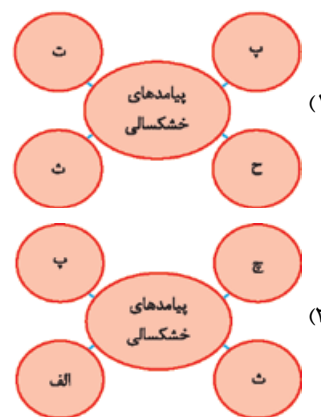 پ ت
پیامدهای
خشکسالی
ح ث
چ پ
پیامدهای
خشکسالی
ث الف